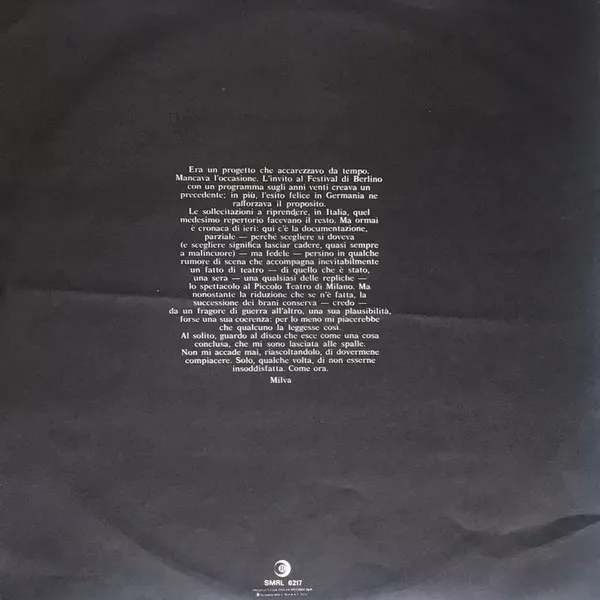 Era un progetto che accarezzavo da tempo.
Mancava l'occasione. L'invito al Festival di Berlino
con un programma sugli anni venti creava un
precedente; in più, l'esito felice in Germania ne
rafforzava il proposito.
Le sollecitazioni a riprendere, in Italia, quel
medesimo repertorio facevano il resto. Ma ormai
è cronaca di ieri: qui c'è la documentazione,
parziale — perché scegliere si doveva
(e scegliere significa lasciar cadere, quasi sempre
a malincuore) — ma fedele — persino in qualche
rumore di scena che accompagna inevitabilmente
un fatto di teatro — di quello che è stato,
una sera — una qualsiasi delle repliche —
lo spettacolo al Piccolo Teatro di Milano. Ma
nonostante la riduzione che se n'è fatta, la
successione dei brani conserva — credo —
da un fragore di guerra all'altro, una sua plausibilità,
forse una sua coerenza: per lo meno mi piacerebbe
che qualcuno la leggesse così.
Al solito, guardo al disco che esce come una cosa
conclusa, che mi sono lasciata alle spalle.
Non mi accade mai, riascoltandolo, di dovermene
compiacere. Solo, qualche volta, di non esserne
insoddisfatta. Come ora.
Milva
SMRL 6217